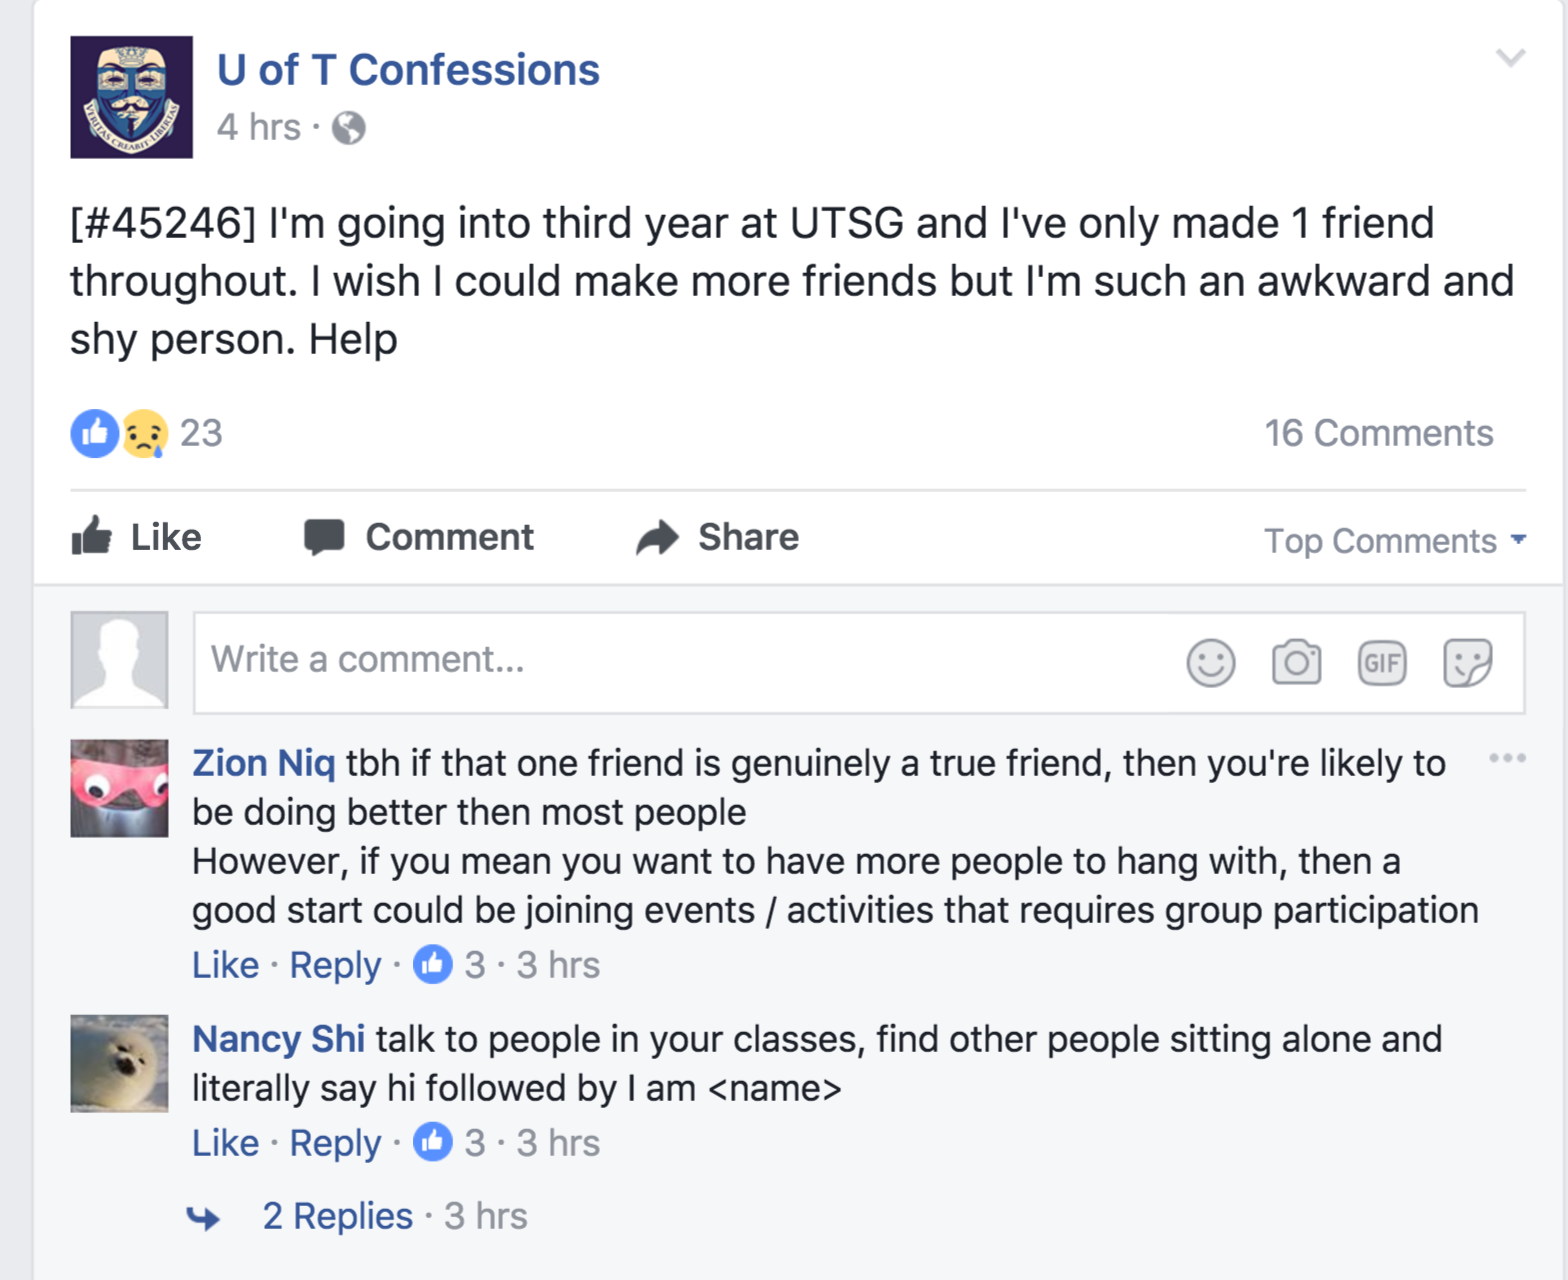 U of T Confessions
4 hrs ·
VERITAS CREABIT LIBERTAS
[#45246] I'm going into third year at UTSG and I've only made 1 friend
throughout. I wish I could make more friends but I'm such an awkward and
shy person. Help
23
16 Comments
Like
Comment
Share
Top Comments
Write a comment...
GIF
Zion Niq tbh if that one friend is genuinely a true friend, then you're likely to
be doing better then most people
However, if you mean you want to have more people to hang with, then a
good start could be joining events / activities that requires group participation
Like · Reply · 3 · 3 hrs
Nancy Shi talk to people in your classes, find other people sitting alone and
literally say hi followed by I am <name>
Like · Reply · 3 · 3 hrs
2 Replies · 3 hrs